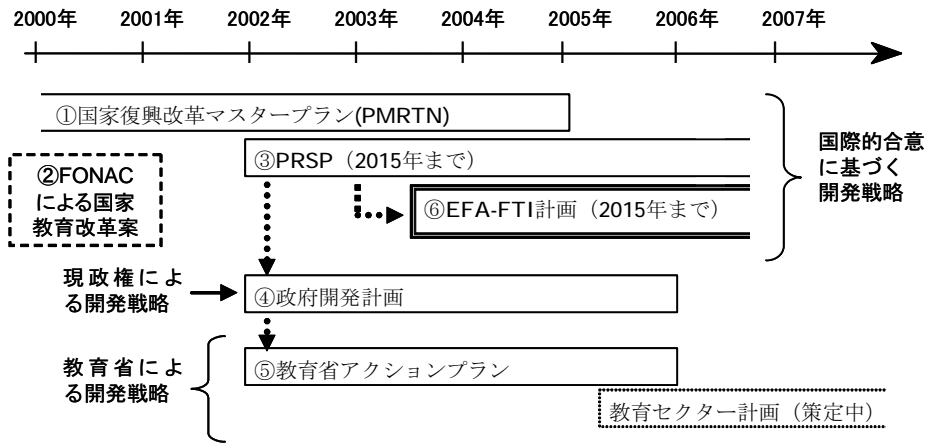 2000年 2001年 2002年 2003年 2004年 2005年 2006年 2007年
①国家復興改革マスタープラン(PMRTN)
③PRSP（2015年まで）
国際的合意
に基づく
開発戦略
②FONAC
による国家
教育改革案
⑥EFA-FTI計画（2015年まで）
現政権によ
る開発戦略
④政府開発計画
教育省によ
る開発戦略
⑤教育省アクションプラン
教育セクター計画（策定中）